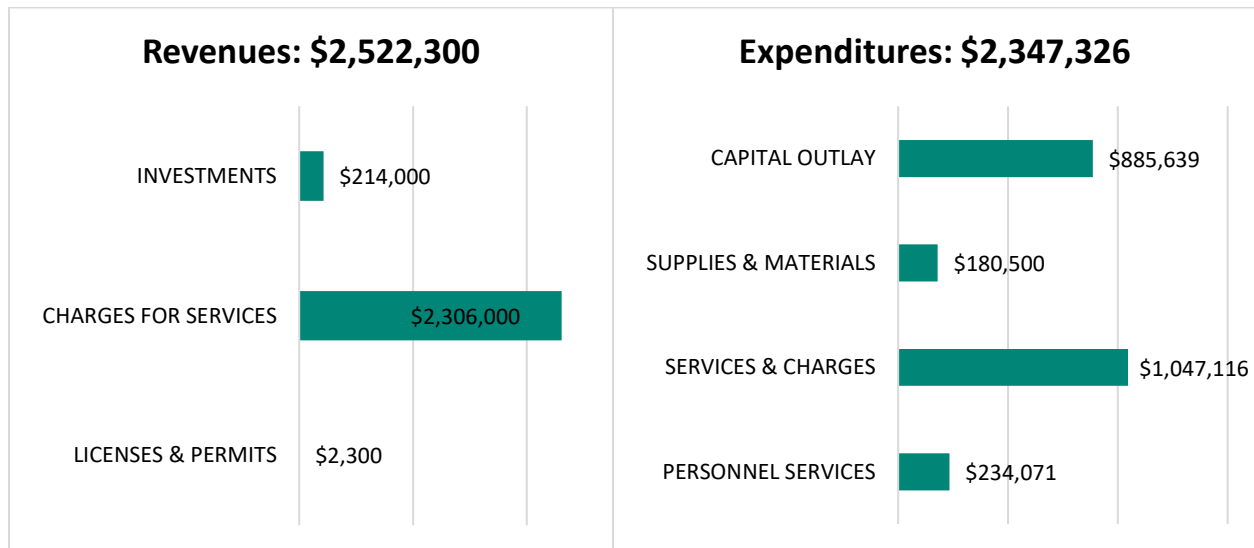 Revenues: $2,522,300
INVESTMENTS
$214,000
CHARGES FOR SERVICES
$2,306,000
LICENSES & PERMITS
$2,300
Expenditures: $2,347,326
CAPITAL OUTLAY
$885,639
SUPPLIES & MATERIALS
$180,500
SERVICES & CHARGES
$1,047,116
PERSONNEL SERVICES
$234,071